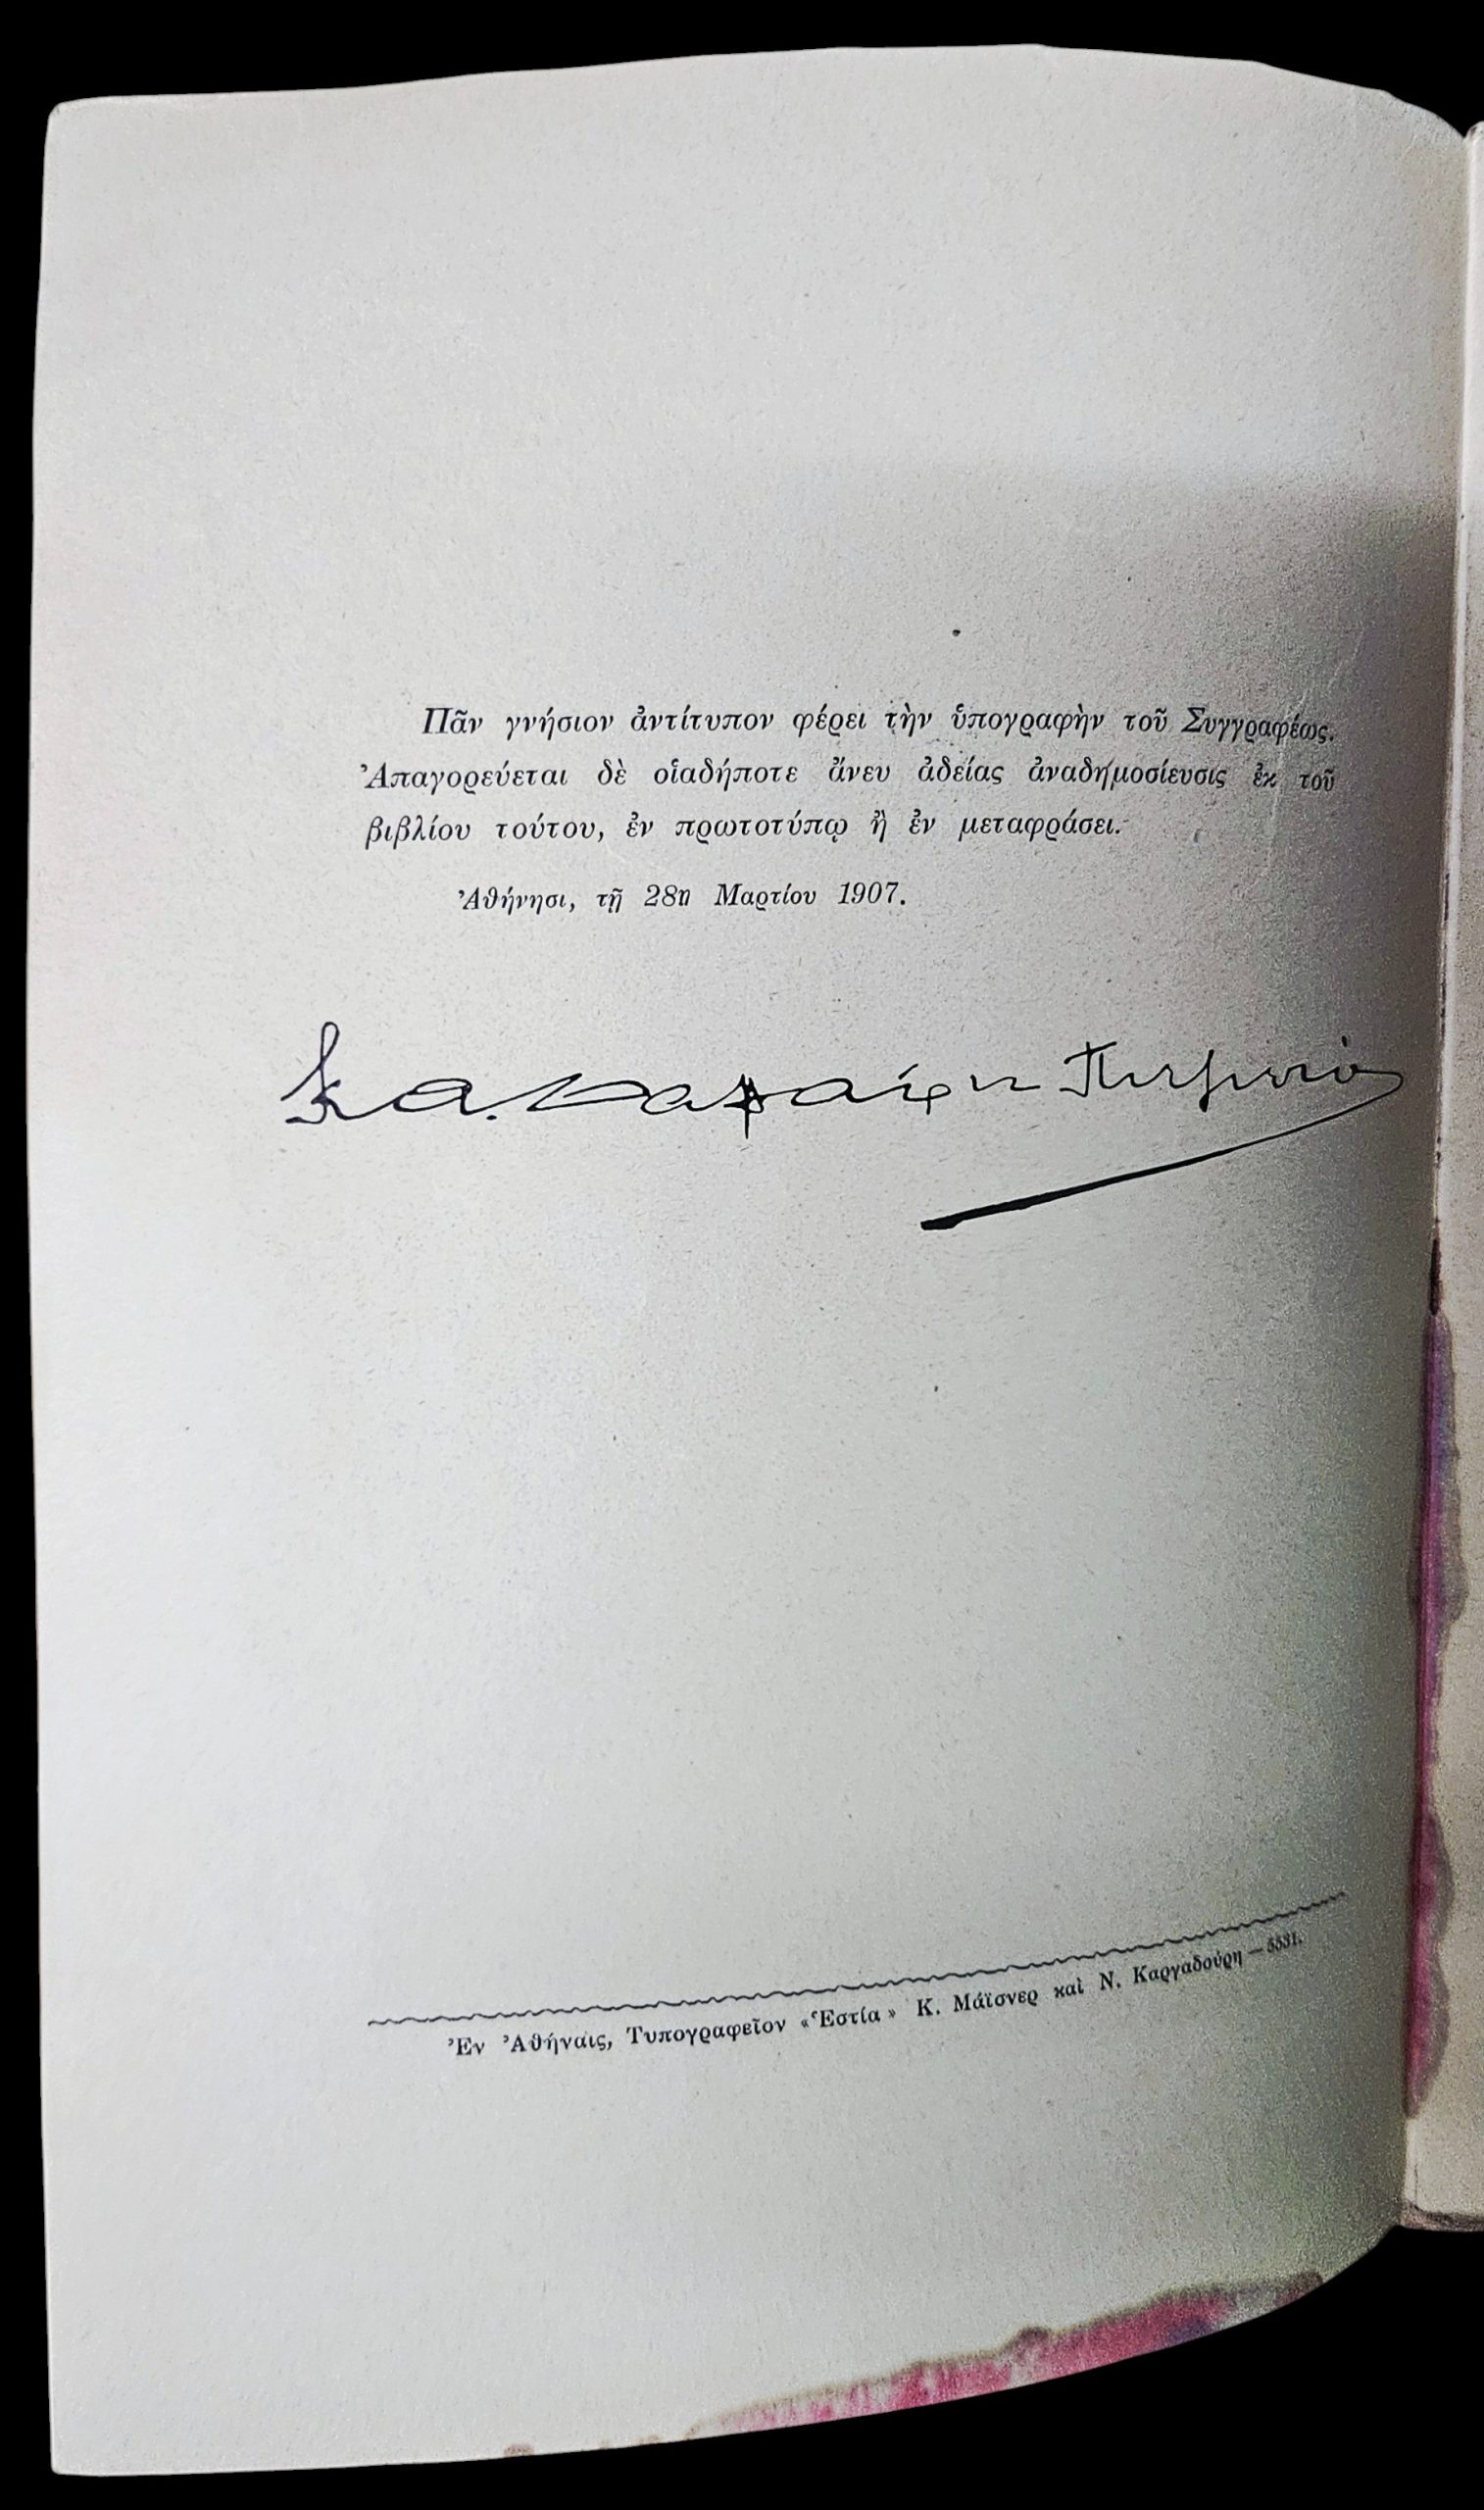 Πᾶν γνήσιον ἀντίτυπον φέρει τὴν ὑπογραφὴν τοῦ Συγγραφέως.
Ἀπαγορεύεται δὲ οἱαδήποτε ἄνευ ἀδείας ἀναδημοσίευσις ἐκ τοῦ
βιβλίου τούτου, ἐν πρωτοτύπῳ ἢ ἐν μεταφράσει.
Ἀθήνησι, τῇ 28ῃ Μαρτίου 1907.
Ἐν Ἀθήναις, Τυπογραφεῖον «Ἑστία» Κ. Μάϊσνερ καὶ Ν. Καργαδούρη — 5531.